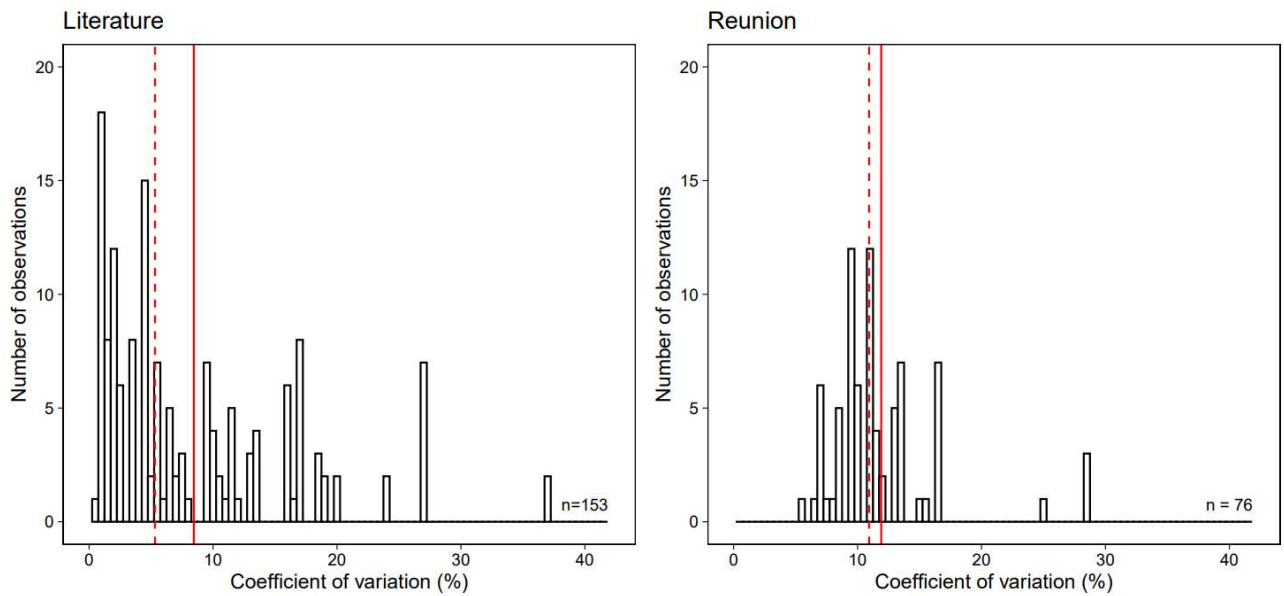 Literature
20
15
10
5
0
Number of observations
n=153
0 10 20 30 40
Coefficient of variation (%)
Reunion
20
15
10
5
0
Number of observations
n = 76
0 10 20 30 40
Coefficient of variation (%)